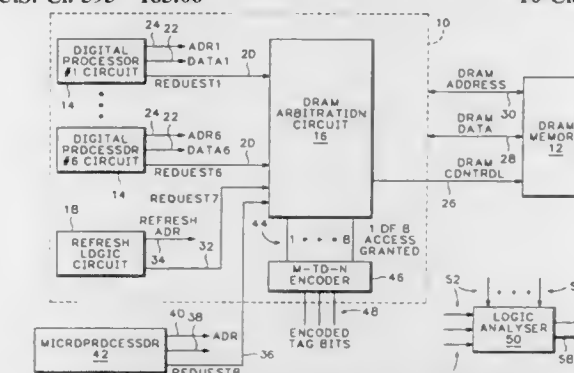 10
DIGITAL
PROCESSOR
#1 CIRCUIT
14
24
22
ADR1
DATA1
REQUEST1
20
DIGITAL
PROCESSOR
#6 CIRCUIT
14
24
22
ADR6
DATA6
REQUEST6
20
REQUEST7
DRAM
ARBITRATION
CIRCUIT
16
DRAM
ADDRESS
30
DRAM
DATA
28
DRAM
CONTROL
26
DRAM
12
18
REFRESH
ADR
REFRESH
LOGIC
CIRCUIT
34
32
44
1 • • • 8
1 OF 8
ACCESS
GRANTED
M-TO-N
ENCODER
46
48
ENCODED
TAG BITS
40
38
ADR
36
MICROPROCESSOR
42
REQUEST8
52
LOGIC
ANALYSER
50
58